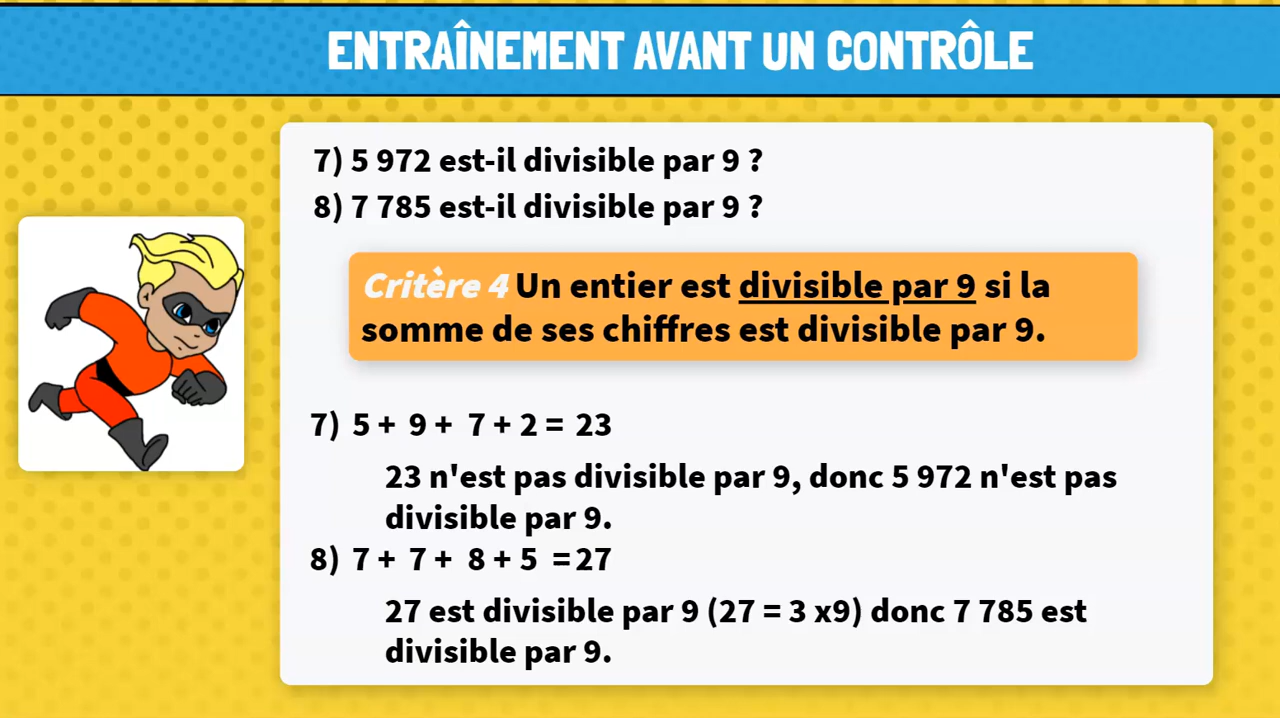 ENTRAÎNEMENT AVANT UN CONTRÔLE
7) 5 972 est-il divisible par 9 ?
8) 7 785 est-il divisible par 9 ?
Critère 4 Un entier est divisible par 9 si la
somme de ses chiffres est divisible par 9.
7) 5 + 9 + 7 + 2 = 23
23 n'est pas divisible par 9, donc 5 972 n'est pas
divisible par 9.
8) 7 + 7 + 8 + 5 = 27
27 est divisible par 9 (27 = 3 x9) donc 7 785 est
divisible par 9.